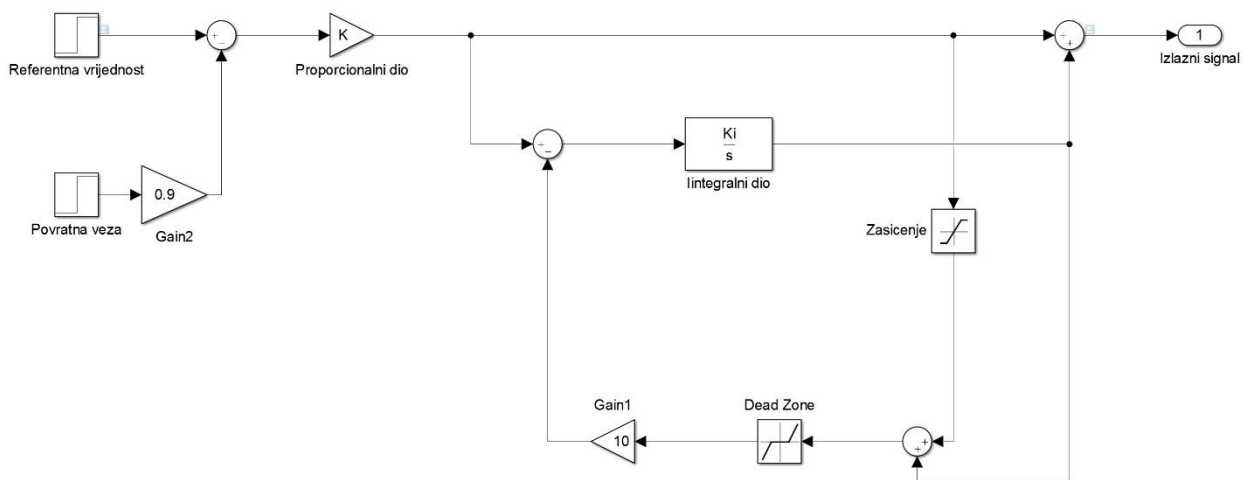 Referentna vrijednost
K
Proporcionalni dio
1
Izlazni signal
Ki
s
Iintegralni dio
0.9
Povratna veza
Gain2
Zasicenje
Gain1
10
Dead Zone